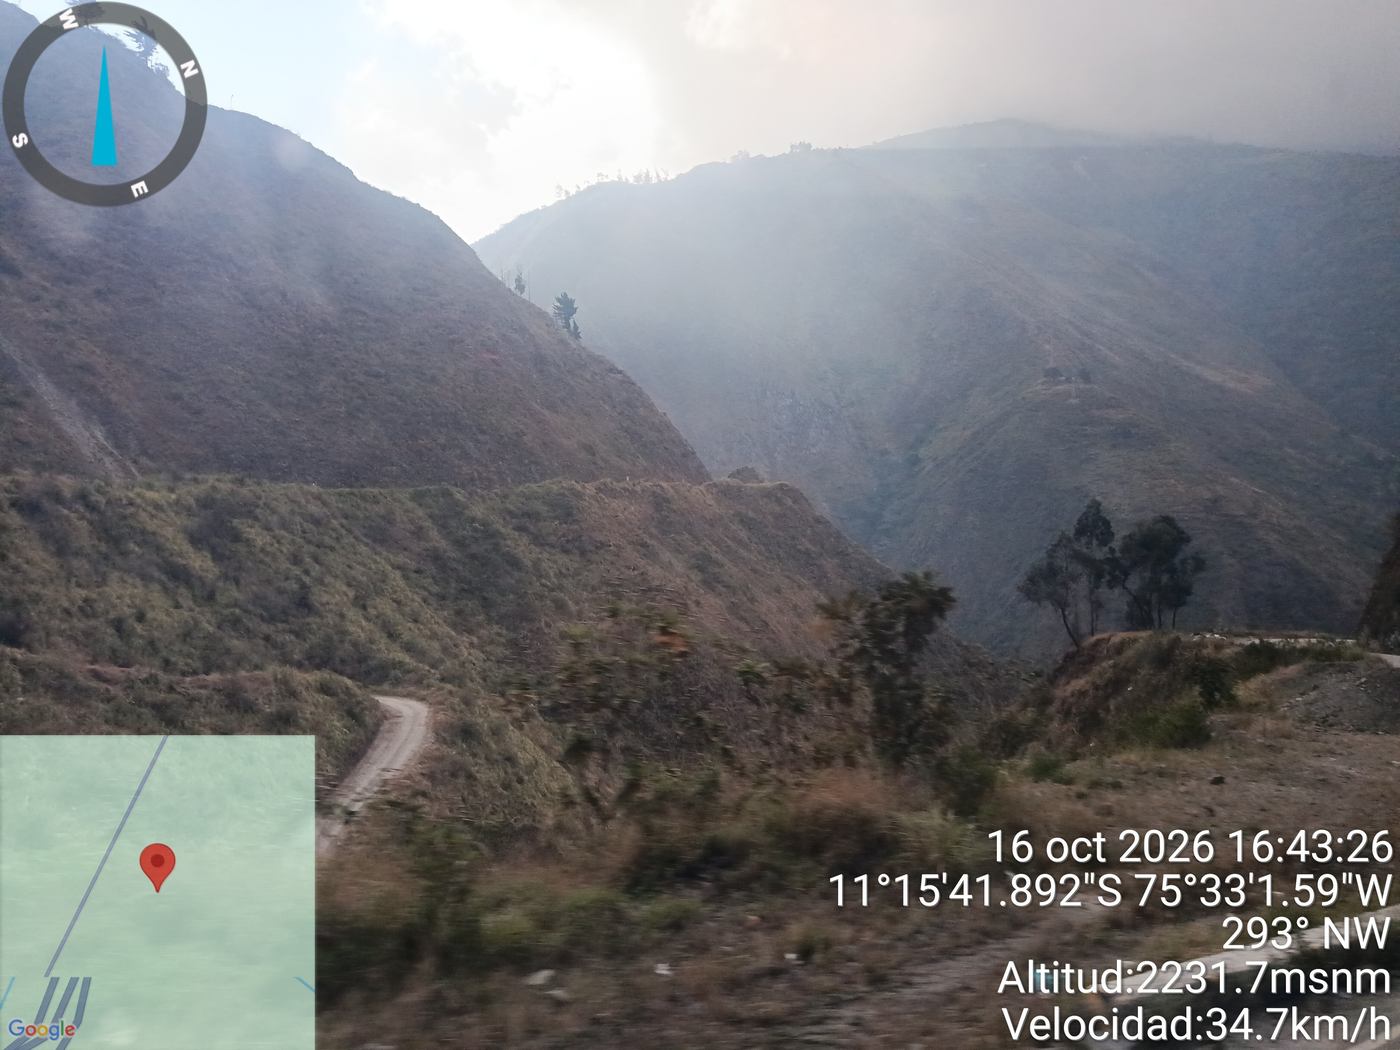 W
N
S
E
16 oct 2026 16:43:26
11°15'41.892"S 75°33'1.59"W
293° NW
Altitud:2231.7msnm
Velocidad:34.7km/h
Google